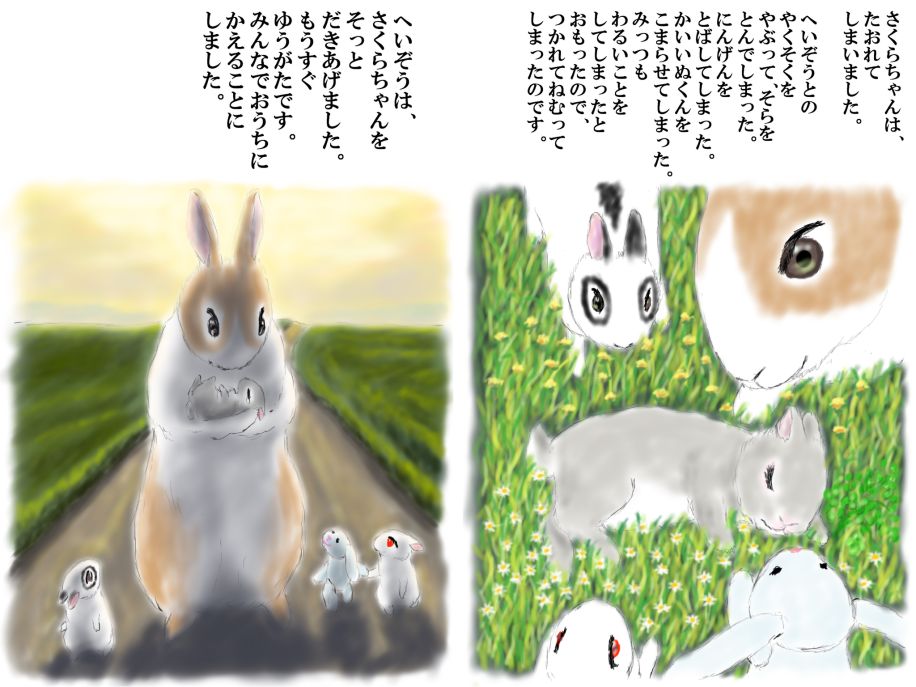 さくらちゃんは、
たおれて
しまいました。
へいぞうとの
やくそくを
やぶって、そらを
とんでしまった。
にんげんを
とばしてしまった。
かいいぬくんを
こまらせてしまった。
みっつも
わるいことを
してしまったと
おもったので、
つかれてねむって
しまったのです。
へいぞうは、
さくらちゃんを
そっと
だきあげました。
もうすぐ
ゆうがたです。
みんなでおうちに
かえることに
しました。